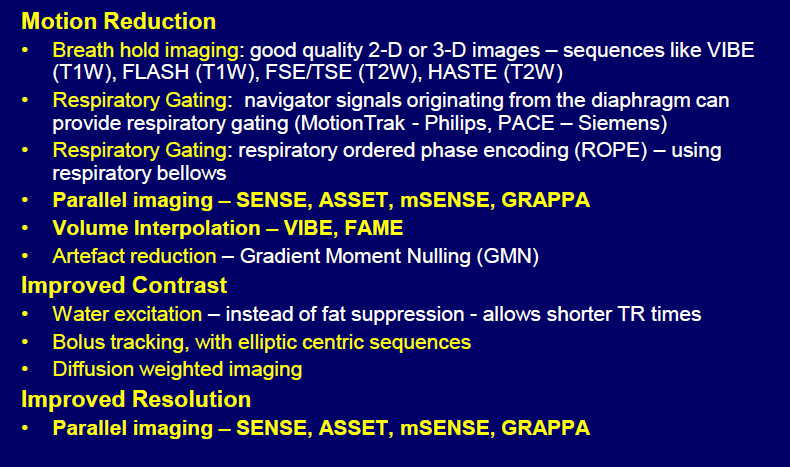 Motion Reduction
• Breath hold imaging: good quality 2-D or 3-D images – sequences like VIBE
(T1W), FLASH (T1W), FSE/TSE (T2W), HASTE (T2W)
• Respiratory Gating:  navigator signals originating from the diaphragm can
provide respiratory gating (MotionTrak - Philips, PACE – Siemens)
• Respiratory Gating: respiratory ordered phase encoding (ROPE) – using
respiratory bellows
• Parallel imaging – SENSE, ASSET, mSENSE, GRAPPA
• Volume Interpolation – VIBE, FAME
• Artefact reduction – Gradient Moment Nulling (GMN)
Improved Contrast
• Water excitation – instead of fat suppression - allows shorter TR times
• Bolus tracking, with elliptic centric sequences
• Diffusion weighted imaging
Improved Resolution
• Parallel imaging – SENSE, ASSET, mSENSE, GRAPPA